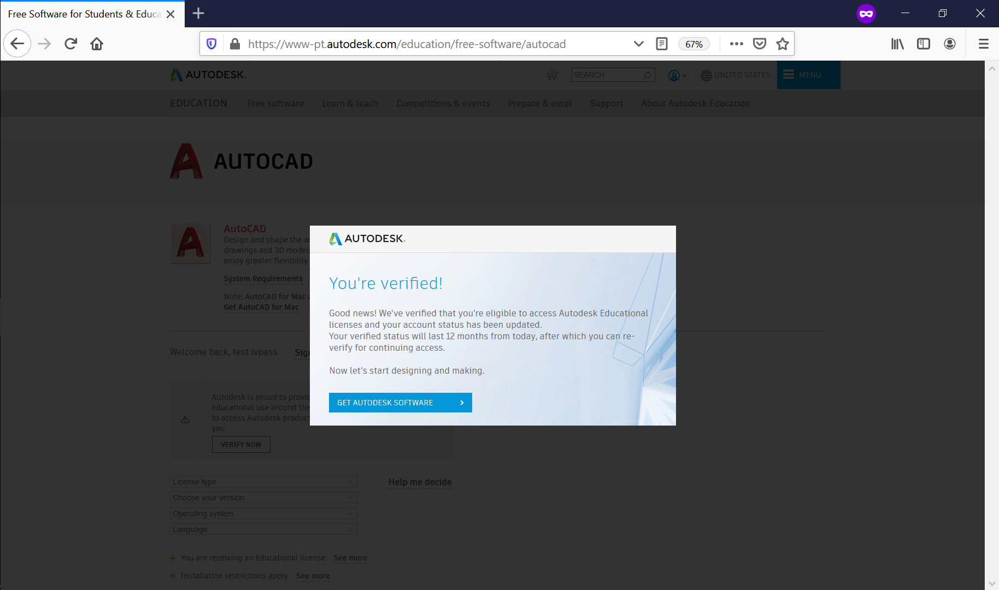 Free Software for Students & Educa
https://www-pt.autodesk.com/education/free-software/autocad
67%
AUTODESK.
0
SEARCH
UNITED STATES
MENU
EDUCATION
Free software
Learn & teach
Competitions & events
Prepare & excel
Support
About Autodesk Education
AUTOCAD
AutoCAD
Design and shape the w
drawings and 3D models
enjoy greater flexibility
System Requirements
Note: AutoCAD for Mac a
Get AutoCAD for Mac
AUTODESK.
You're verified!
Good news! We've verified that you're eligible to access Autodesk Educational
licenses and your account status has been updated.
Your verified status will last 12 months from today, after which you can re-
verify for continuing access.
Now let's start designing and making.
GET AUTODESK SOFTWARE
Welcome back, test ivpass
Sign
Autodesk is proud to provid
educational use around the
to access Autodesk product
you.
VERIFY NOW
License type
Help me decide
Choose your version
Operating system
Language
+ You are receiving an Educational license See more
+ Installation restrictions apply See more